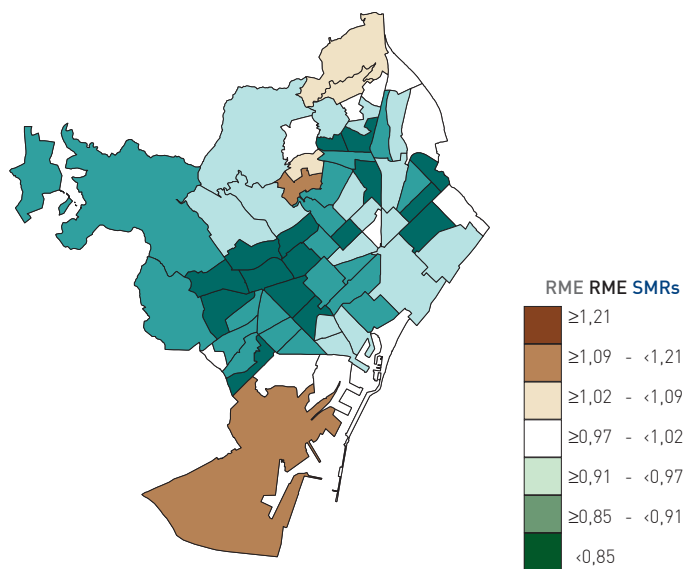 RME RME SMRs
≥1,21
≥1,09 - <1,21
≥1,02 - <1,09
≥0,97 - <1,02
≥0,91 - <0,97
≥0,85 - <0,91
<0,85